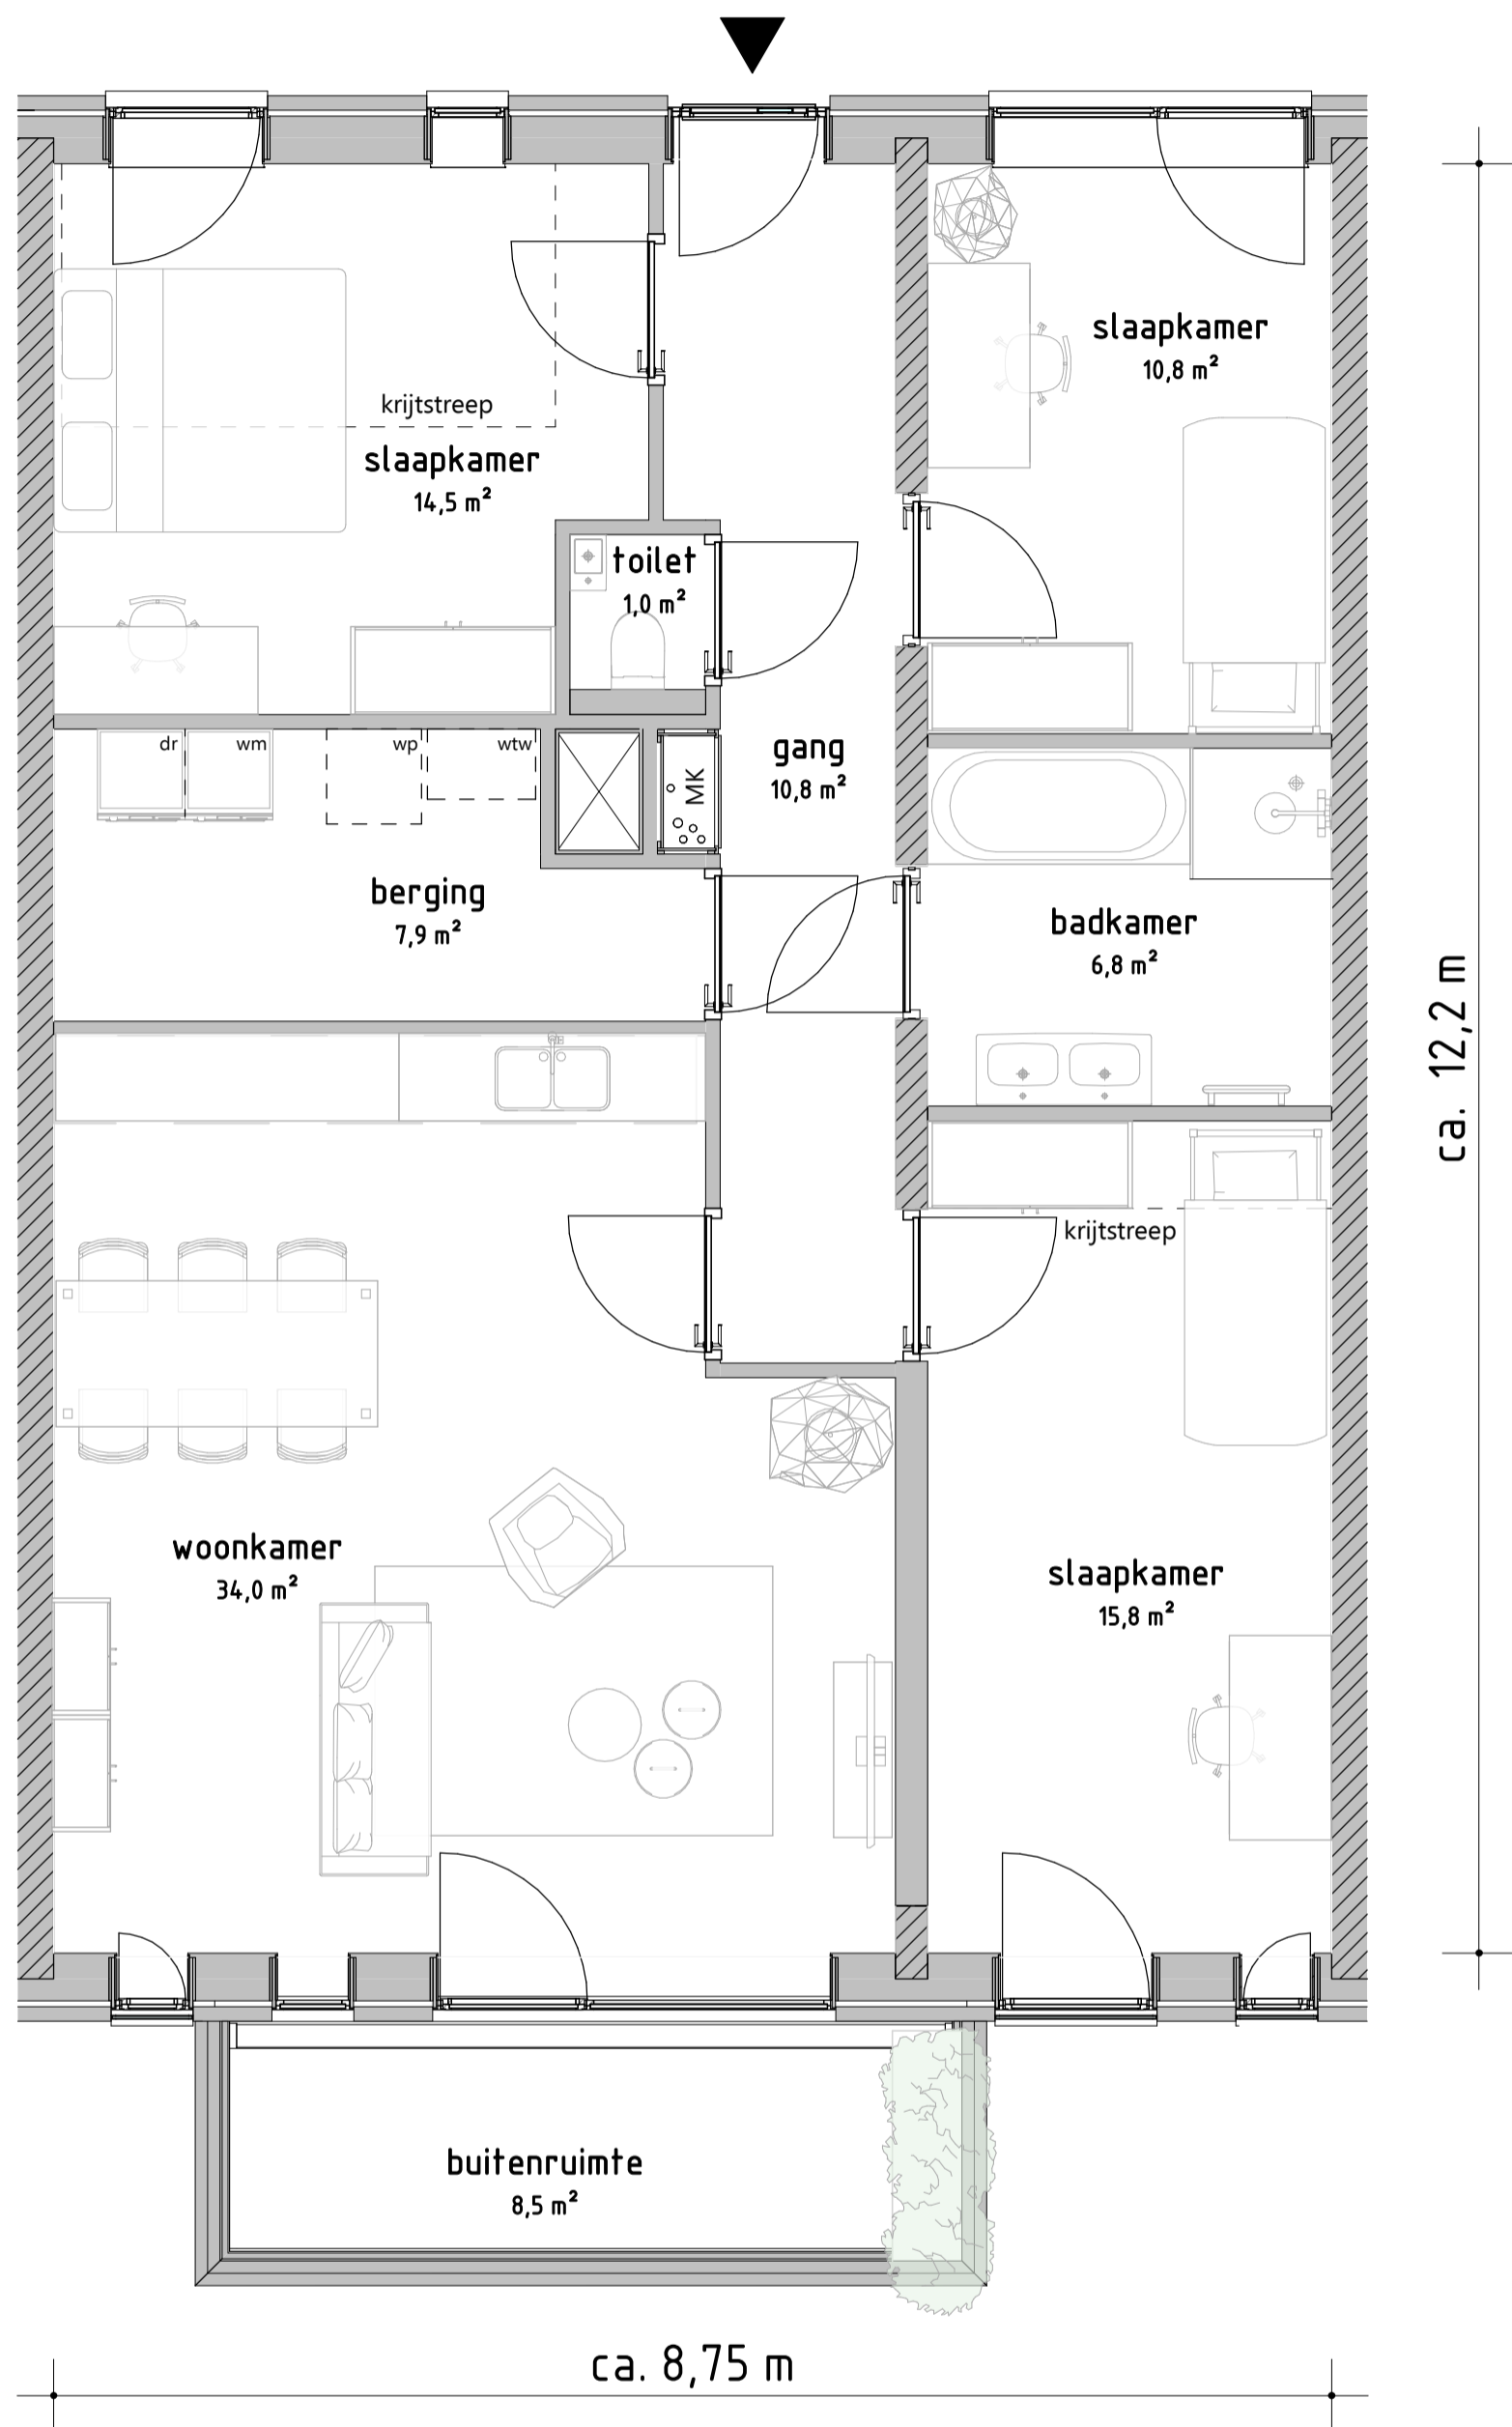 slaapkamer
10,8 m²
krijtstreep
slaapkamer
14,5 m²
toilet
1,0 m²
dr
wm
wp
wtw
MK
gang
10,8 m²
berging
7,9 m²
badkamer
6,8 m²
ca. 12,2 m
krijtstreep
woonkamer
34,0 m²
slaapkamer
15,8 m²
buitenruimte
8,5 m²
ca. 8,75 m